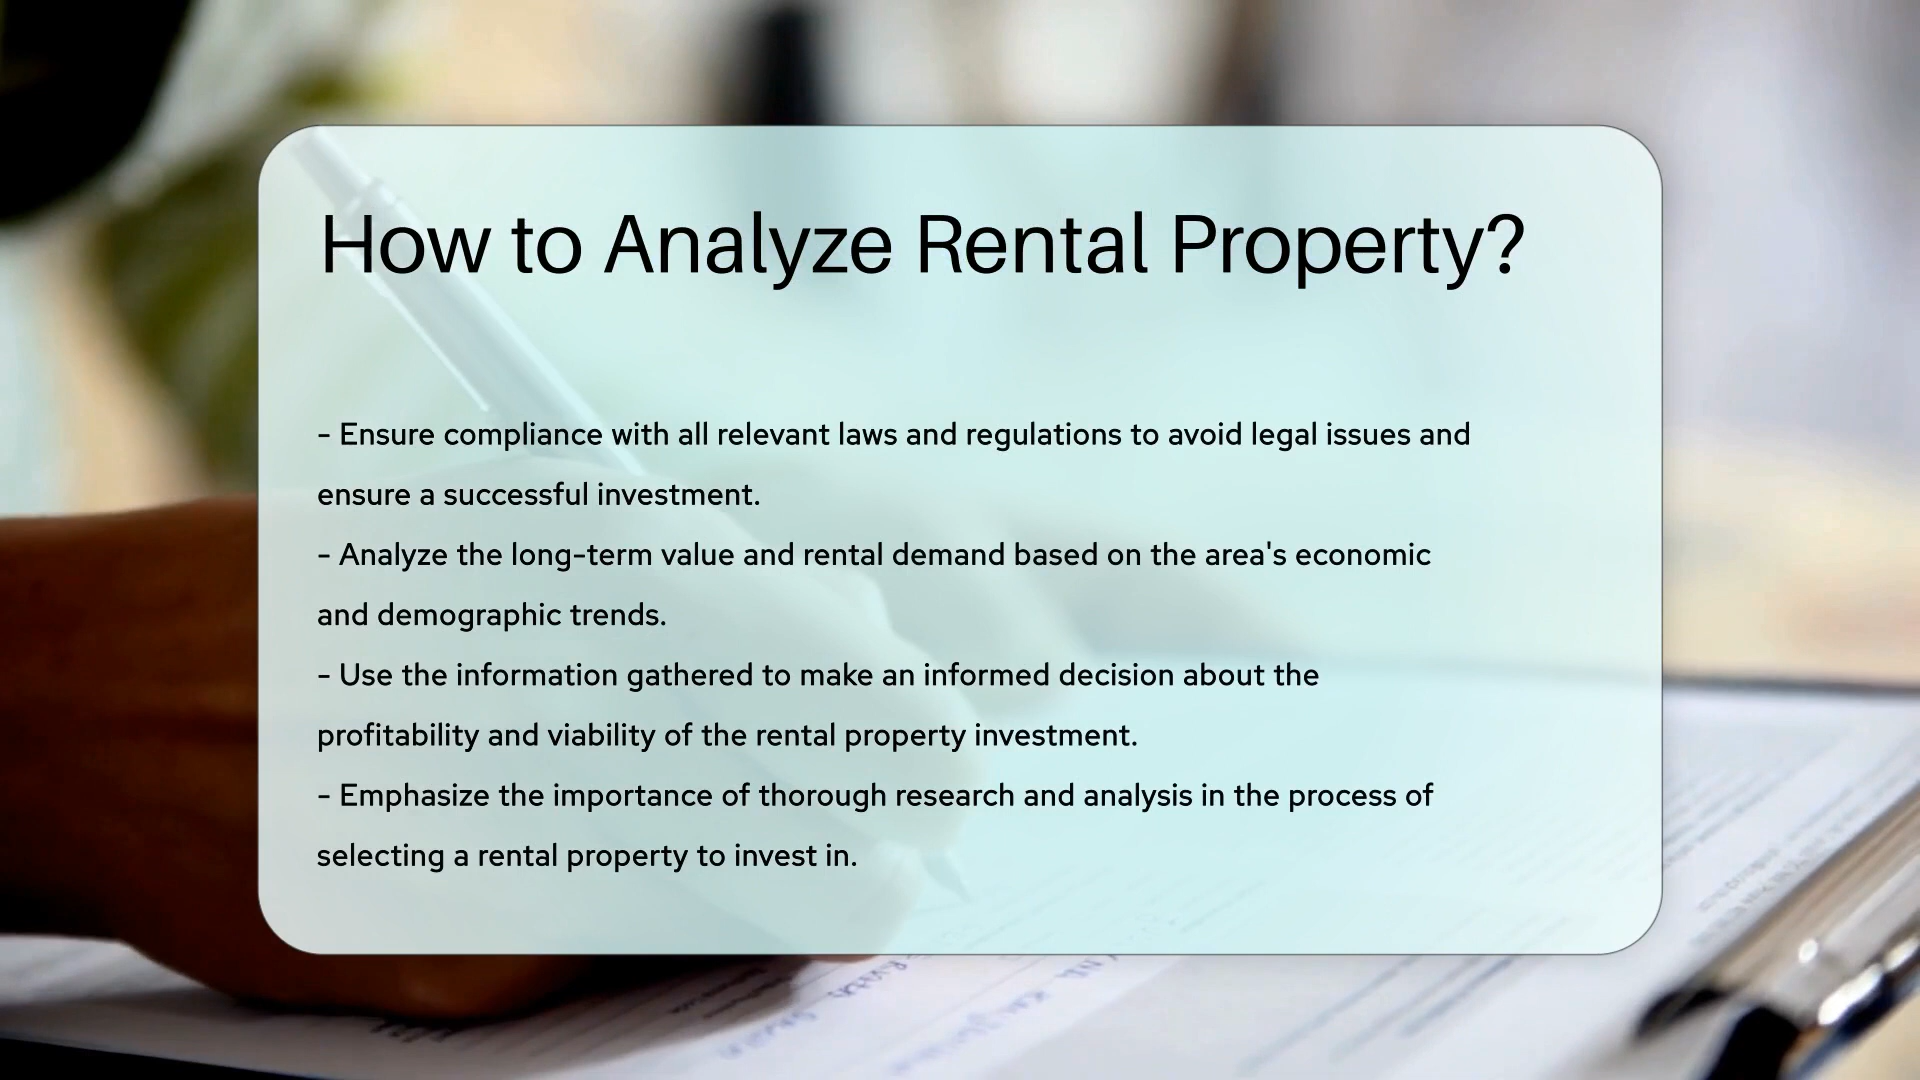 How to Analyze Rental Property?
- Ensure compliance with all relevant laws and regulations to avoid legal issues and
ensure a successful investment.
- Analyze the long-term value and rental demand based on the area's economic
and demographic trends.
- Use the information gathered to make an informed decision about the
profitability and viability of the rental property investment.
- Emphasize the importance of thorough research and analysis in the process of
selecting a rental property to invest in.